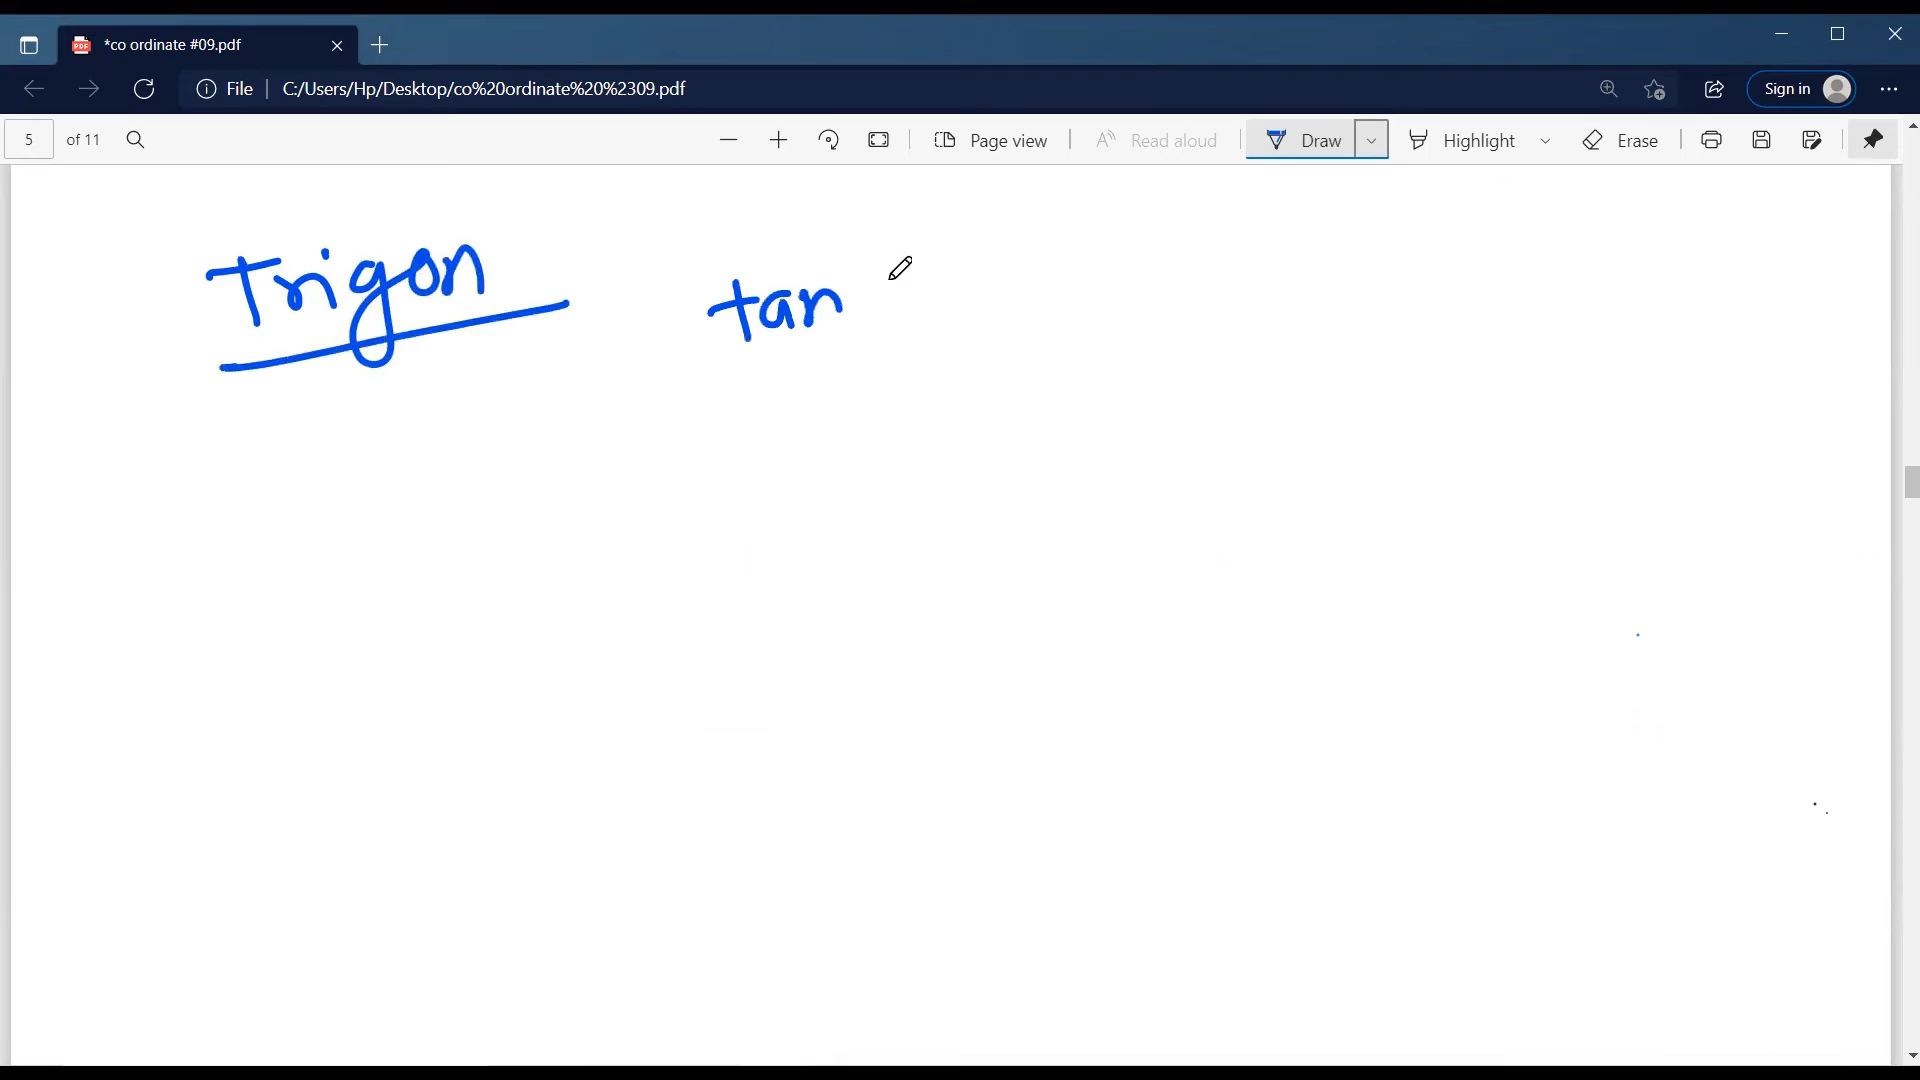 *co ordinate #09.pdf
File | C:/Users/Hp/Desktop/co%20ordinate%20%2309.pdf
Sign in
5 of 11 Page view Read aloud Draw Highlight Erase
Trigon tan